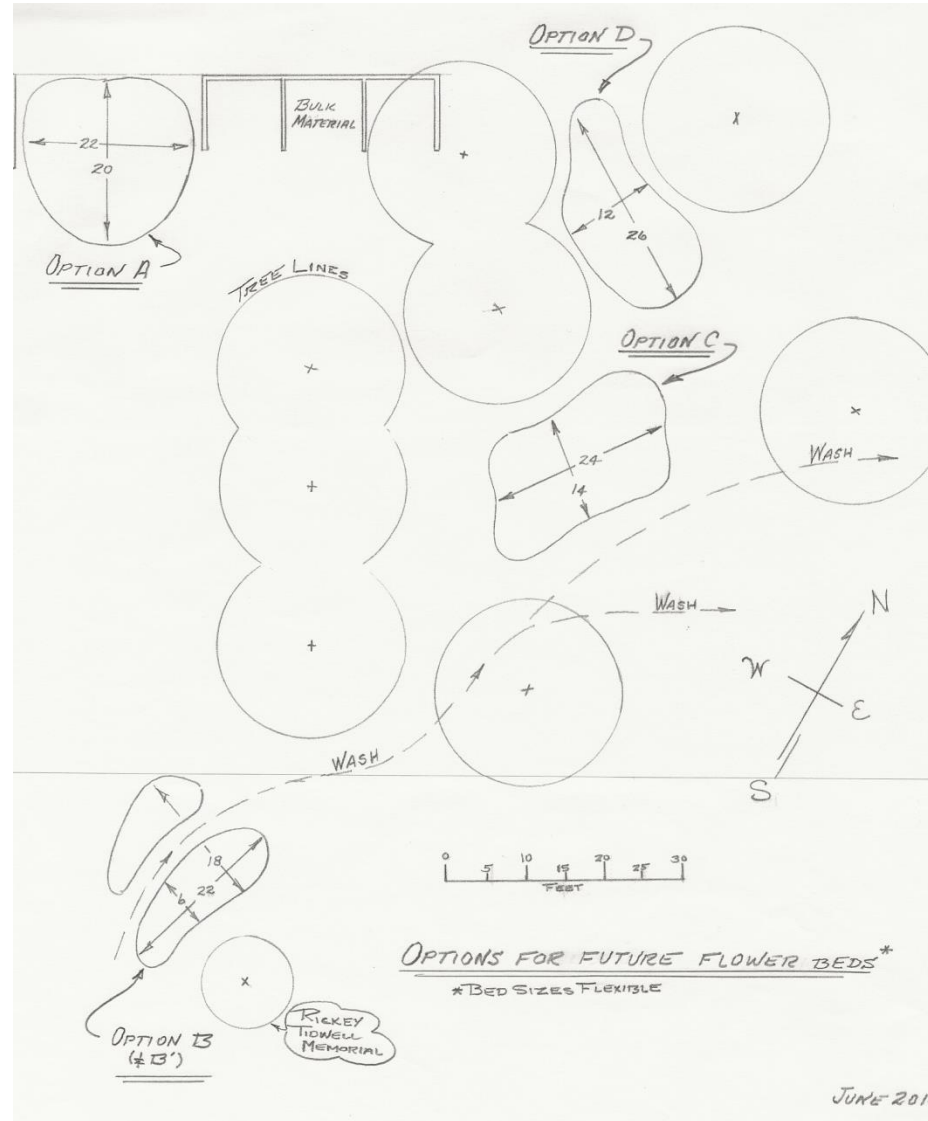 OPTION D
BULK
MATERIAL
22
20
12
26
OPTION A
TREE LINES
OPTION C
WASH
24
14
WASH
N
W
E
S
WASH
18
22
6
0 5 10 15 20 25 30
FEET
OPTIONS FOR FUTURE FLOWER BEDS*
*BED SIZES FLEXIBLE
RICKEY
TIDWELL
MEMORIAL
OPTION B
(& B')
JUNE 201